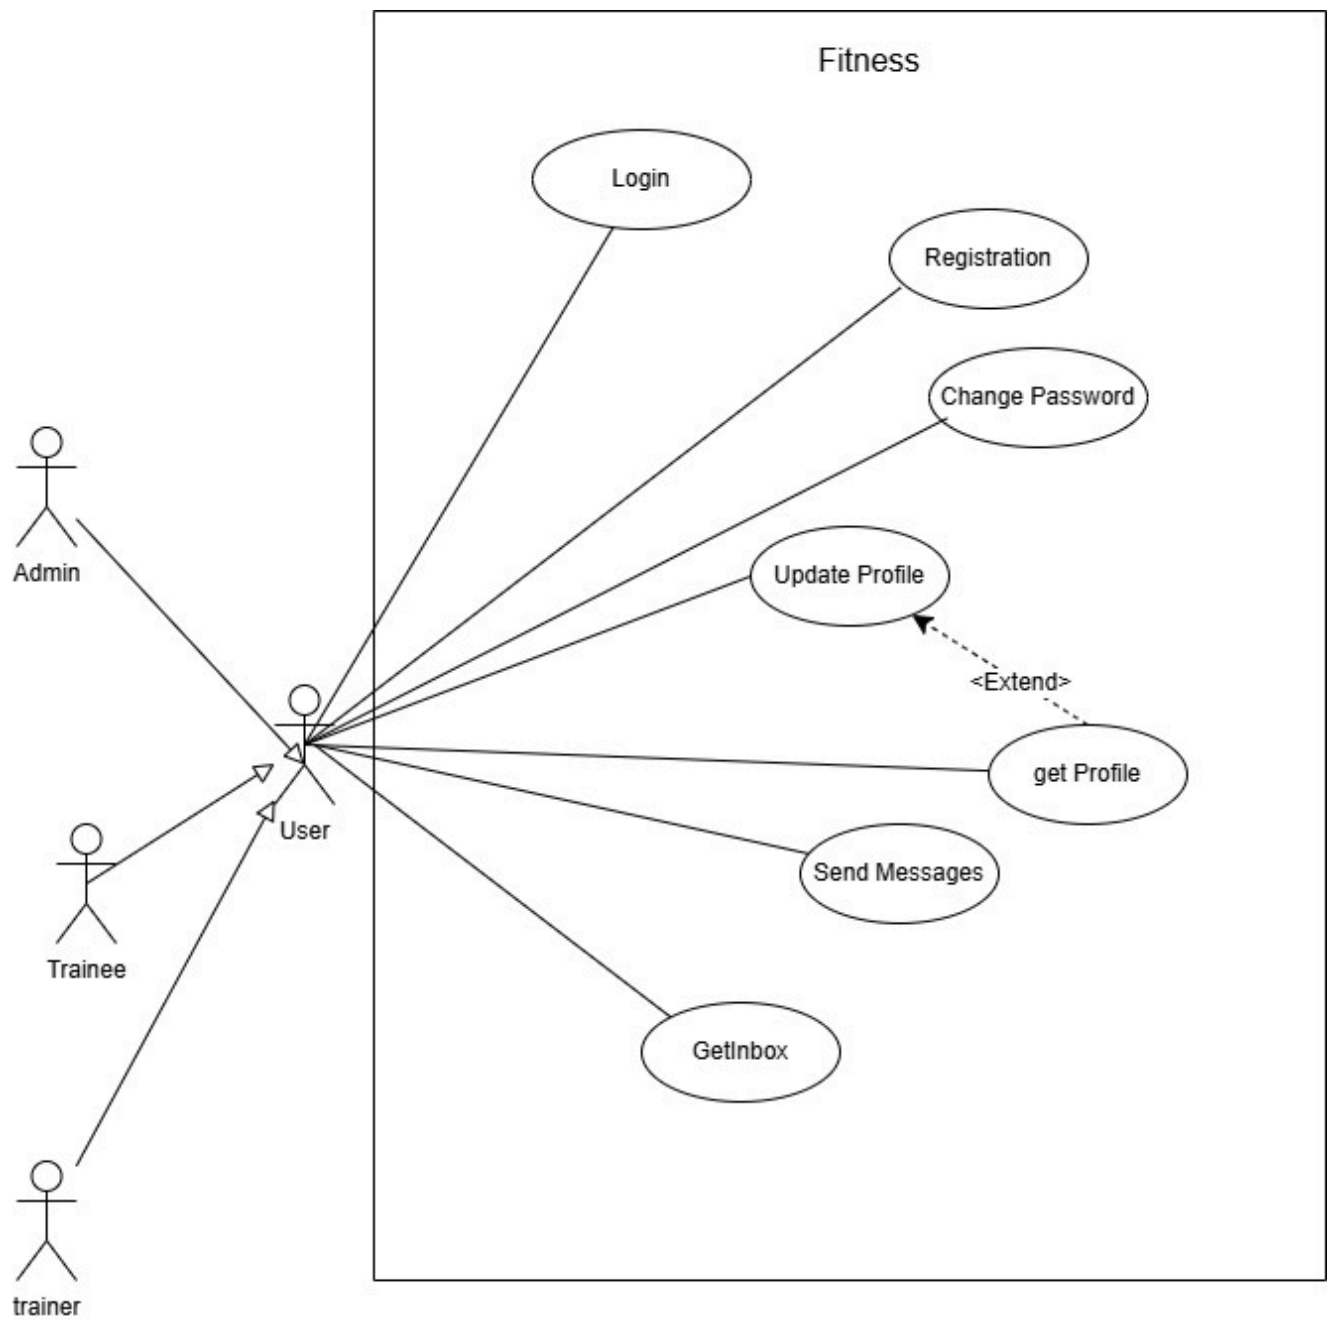 Fitness
Login
Registration
Change Password
Admin
Update Profile
<Extend>
get Profile
User
Send Messages
Trainee
GetInbox
trainer